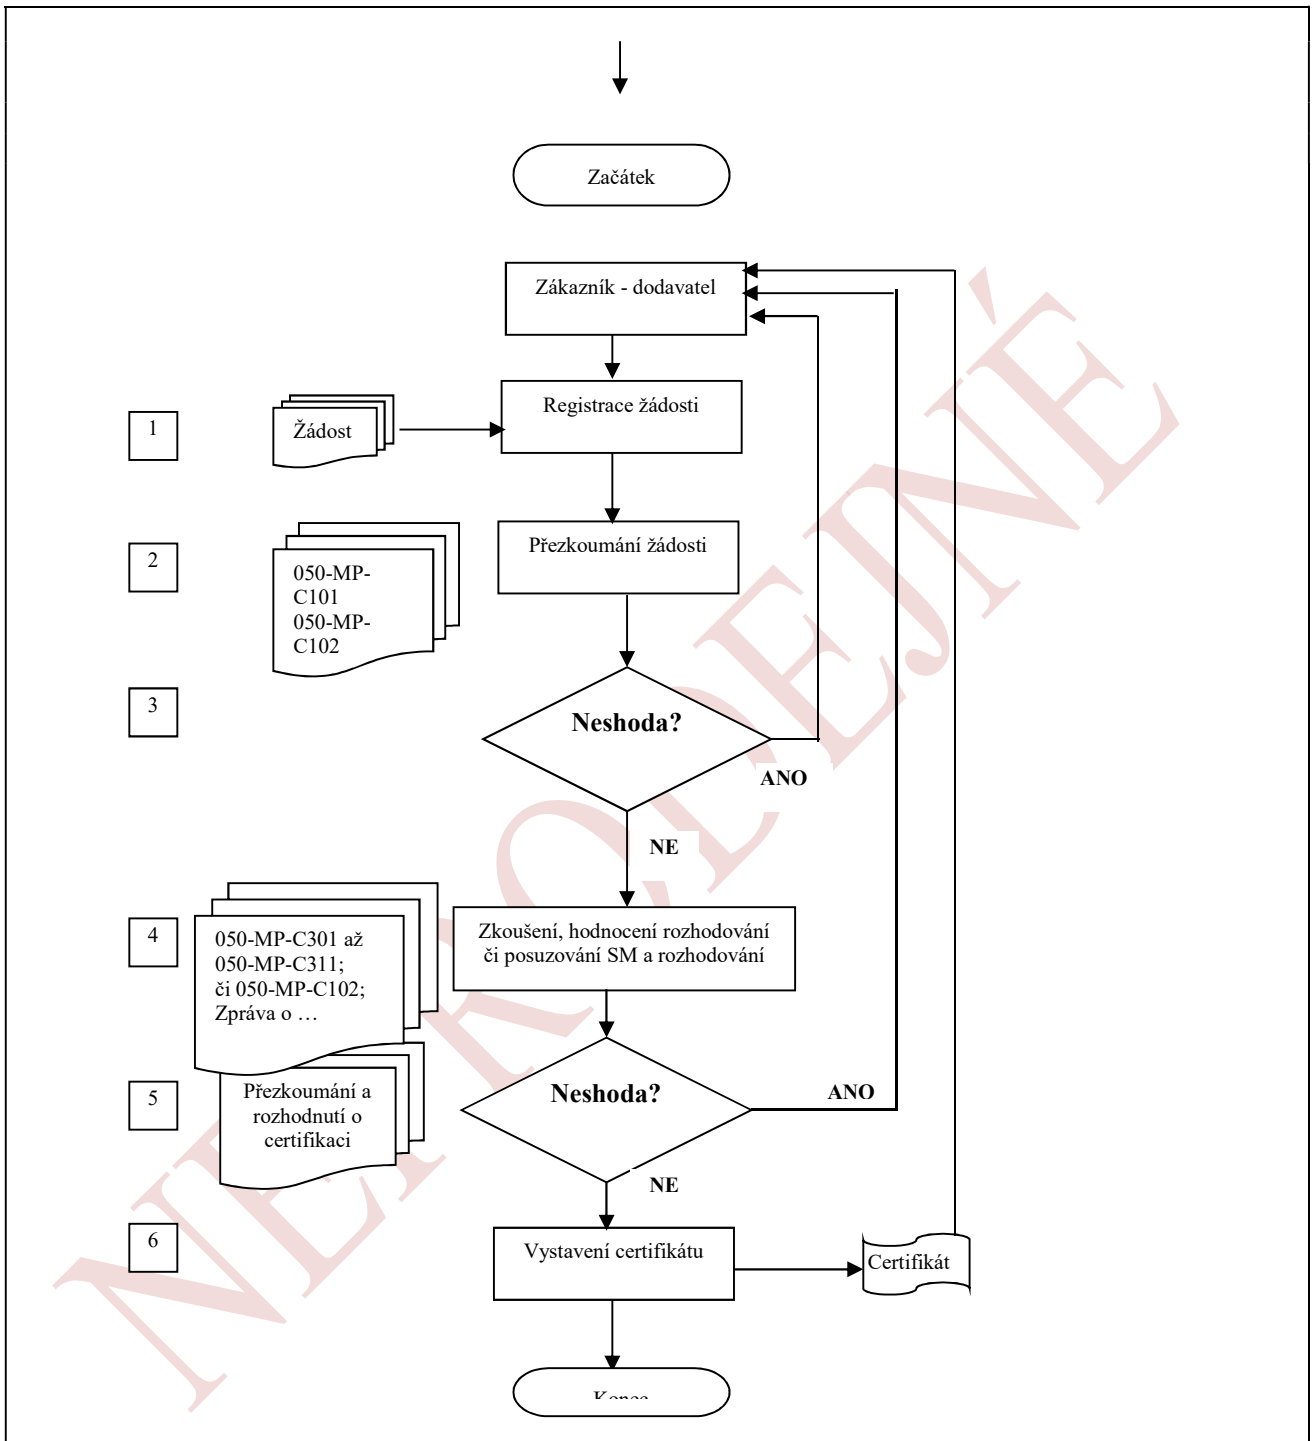 Začátek
Zákazník - dodavatel
1
Žádost
Registrace žádosti
2
050-MP-
C101
050-MP-
C102
Přezkoumání žádosti
3
Neshoda?
ANO
NE
4
050-MP-C301 až
050-MP-C311;
či 050-MP-C102;
Zpráva o …
Zkoušení, hodnocení rozhodování
či posuzování SM a rozhodování
5
Přezkoumání a
rozhodnutí o
certifikaci
Neshoda?
ANO
NE
6
Vystavení certifikátu
Certifikát
Konec